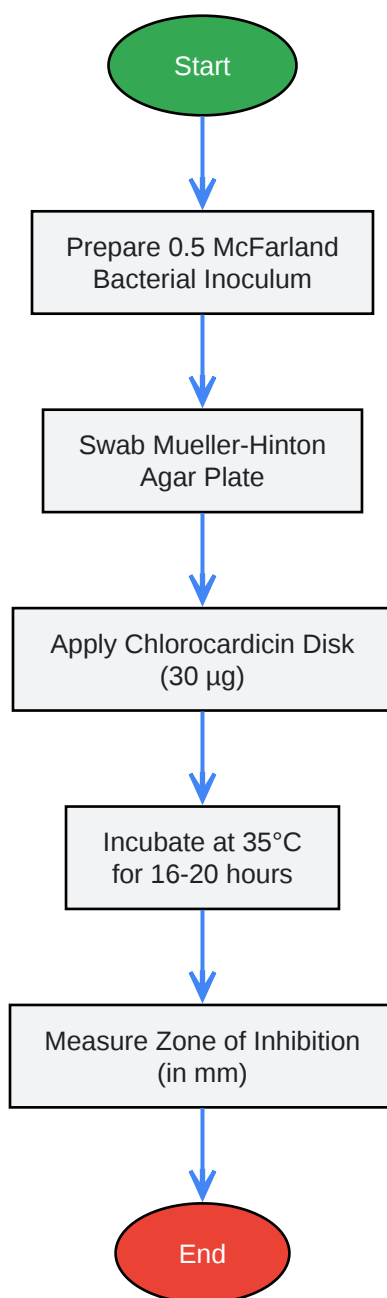 Start
Prepare 0.5 McFarland
Bacterial Inoculum
Swab Mueller-Hinton
Agar Plate
Apply Chlorocardicin Disk
(30 µg)
Incubate at 35°C
for 16-20 hours
Measure Zone of Inhibition
(in mm)
End